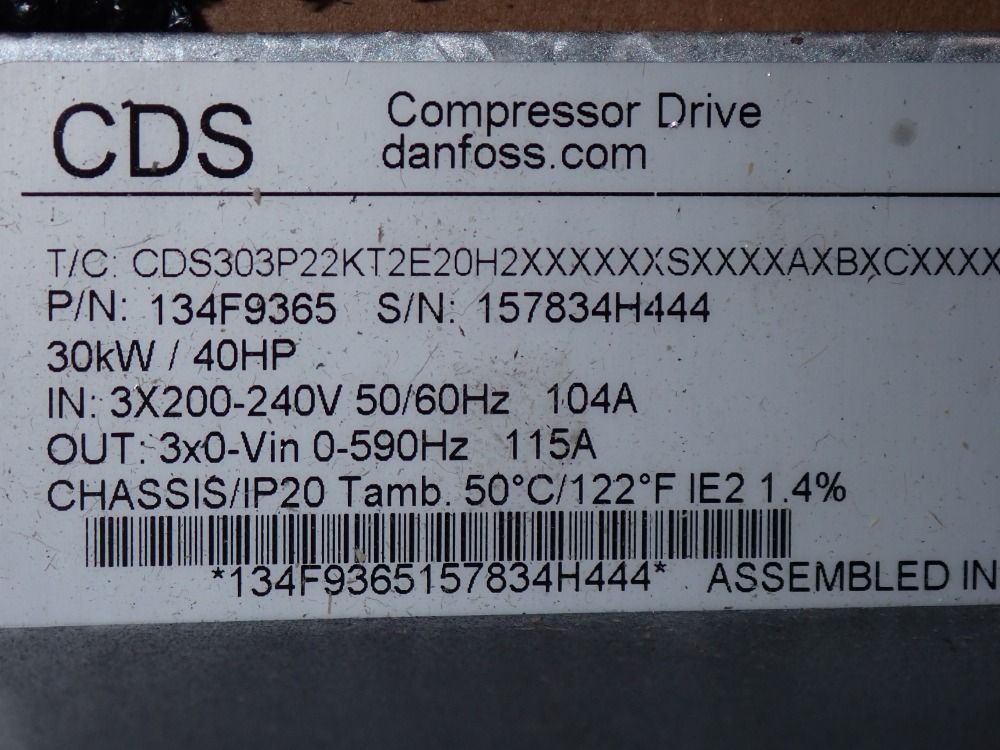 CDS
Compressor Drive
danfoss.com
T/C: CDS303P22KT2E20H2XXXXXXXSXXXXAXBXCXXXX
P/N: 134F9365 S/N: 157834H444
30kW / 40HP
IN: 3X200-240V 50/60Hz 104A
OUT: 3x0-Vin 0-590Hz 115A
CHASSIS/IP20 Tamb. 50°C/122°F IE2 1.4%
*134F9365157834H444* ASSEMBLED IN